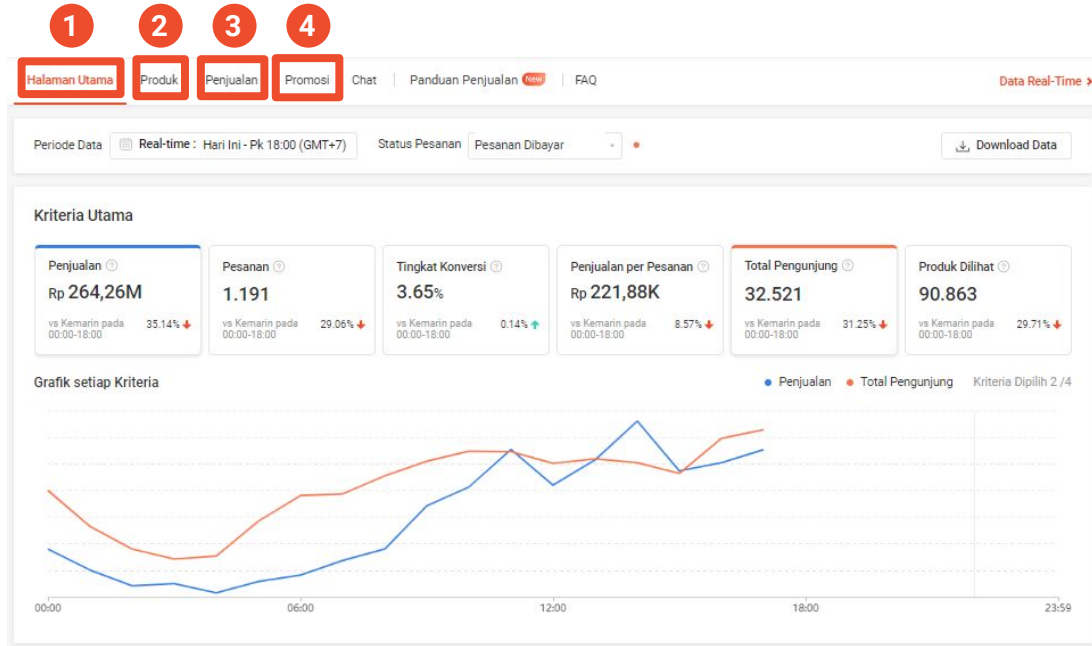 1 2 3 4
Halaman Utama Produk Penjualan Promosi Chat Panduan Penjualan New FAQ Data Real-Time
Periode Data Real-time : Hari Ini - Pk 18:00 (GMT+7) Status Pesanan Pesanan Dibayar Download Data
Kriteria Utama
Penjualan Pesanan Tingkat Konversi Penjualan per Pesanan Total Pengunjung Produk Dilihat
Rp 264,26M 1.191 3.65% Rp 221,88K 32.521 90.863
vs Kemarin pada 35.14% vs Kemarin pada 29.06% vs Kemarin pada 0.14% vs Kemarin pada 8.57% vs Kemarin pada 31.25% vs Kemarin pada 29.71%
00:00-18:00 00:00-18:00 00:00-18:00 00:00-18:00 00:00-18:00 00:00-18:00
Grafik setiap Kriteria Penjualan Total Pengunjung Kriteria Dipilih 2 /4
00:00 06:00 12:00 18:00 23:59